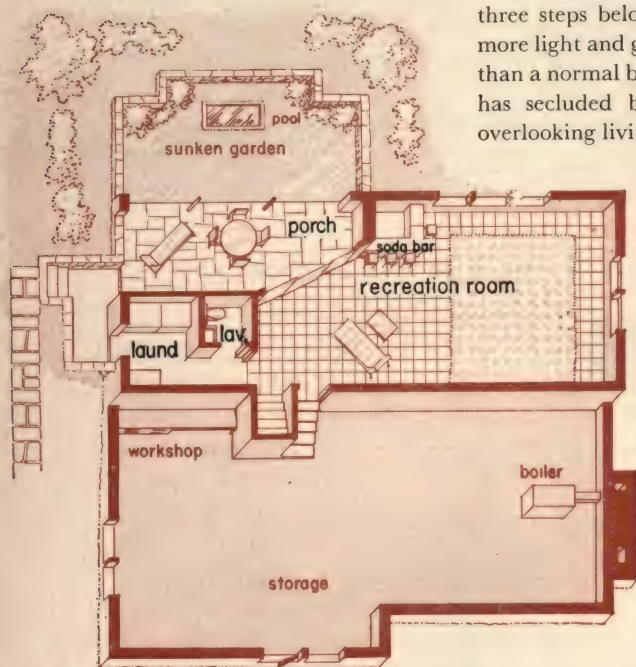 three steps belo
more light and g
than a normal b
has secluded b
overlooking livi
pool
sunken garden
porch
soda bar
recreation room
lav.
laund
workshop
boiler
storage